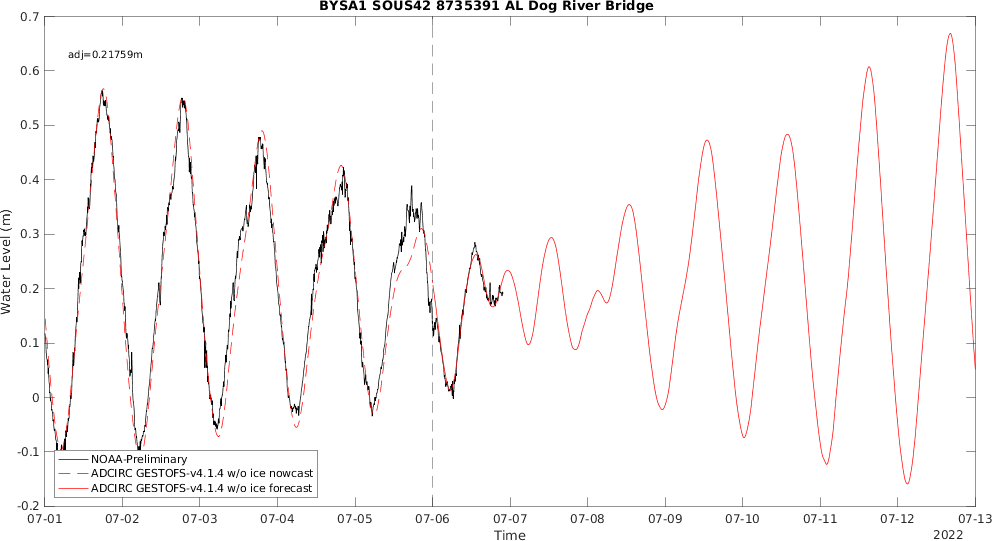 BYSA1 SOUS42 8735391 AL Dog River Bridge
adj=0.21759m
0.7
0.6
0.5
0.4
0.3
0.2
0.1
0
-0.1
-0.2
Water Level (m)
NOAA-Preliminary
ADCIRC GESTOFS-v4.1.4 w/o ice nowcast
ADCIRC GESTOFS-v4.1.4 w/o ice forecast
07-01 07-02 07-03 07-04 07-05 07-06 07-07 07-08 07-09 07-10 07-11 07-12 07-13
Time
2022